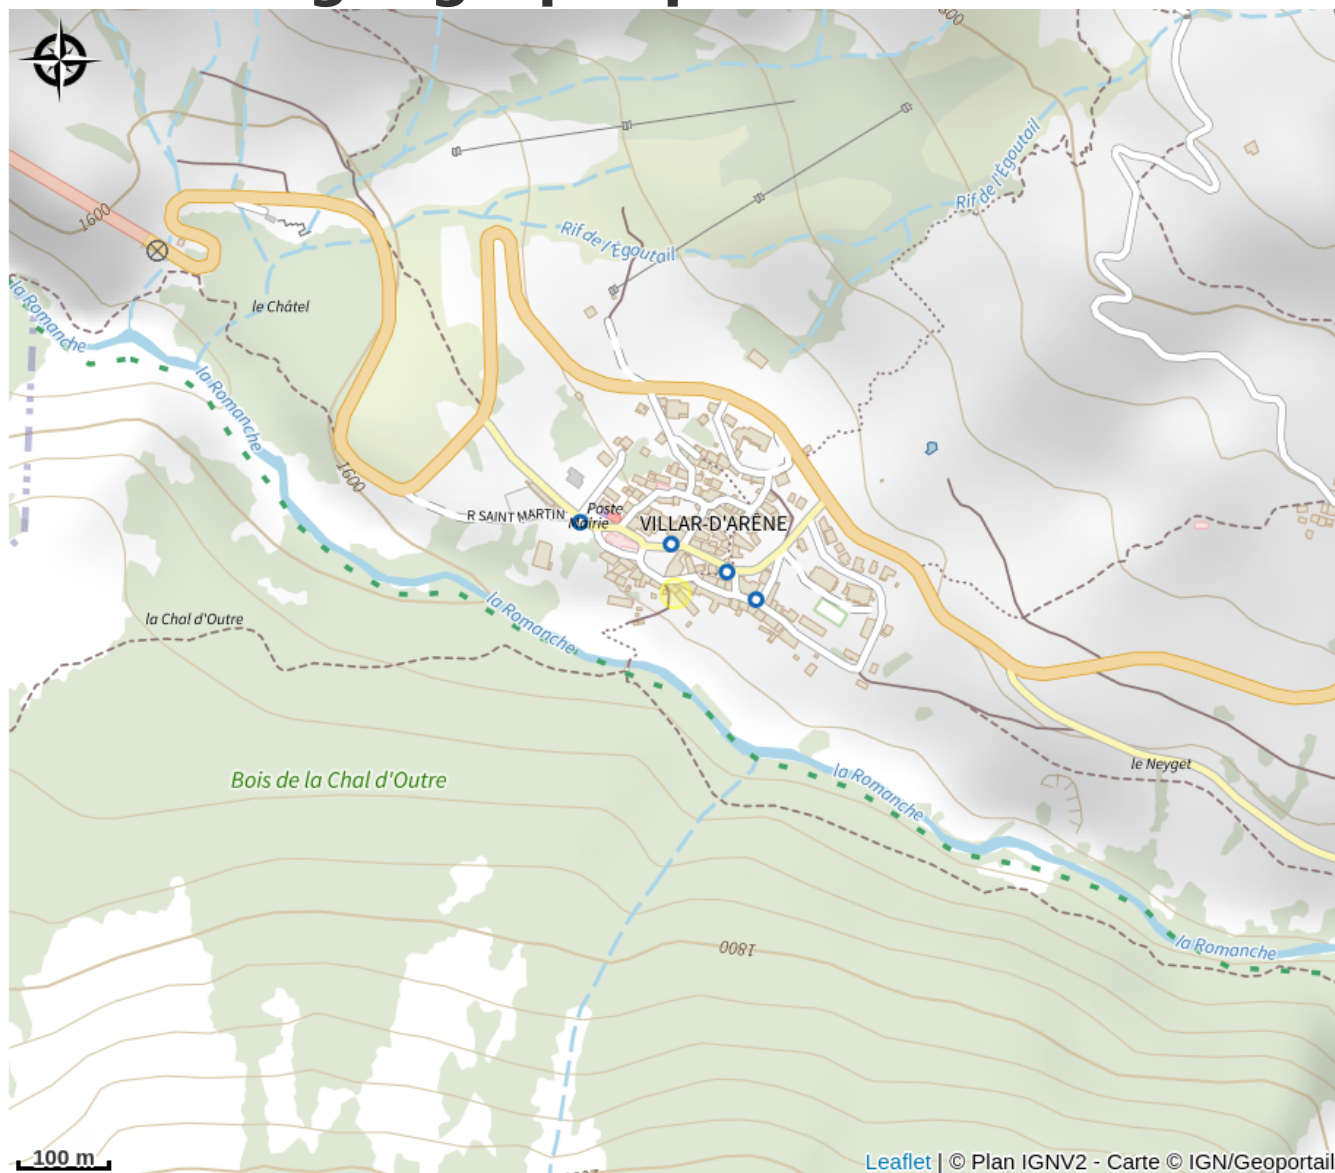 1600
Rif de l'Égoutail
Rif de l'Égoutail
la Romanche
le Châtel
la Romanche
1600
R SAINT MARTIN
Poste
Mairie
VILLAR-D'ARÊNE
la Chal d'Outre
la Romanche
Bois de la Chal d'Outre
la Romanche
le Neyget
1800
la Romanche
100 m
Leaflet | © Plan IGNV2 - Carte © IGN/Geoportail